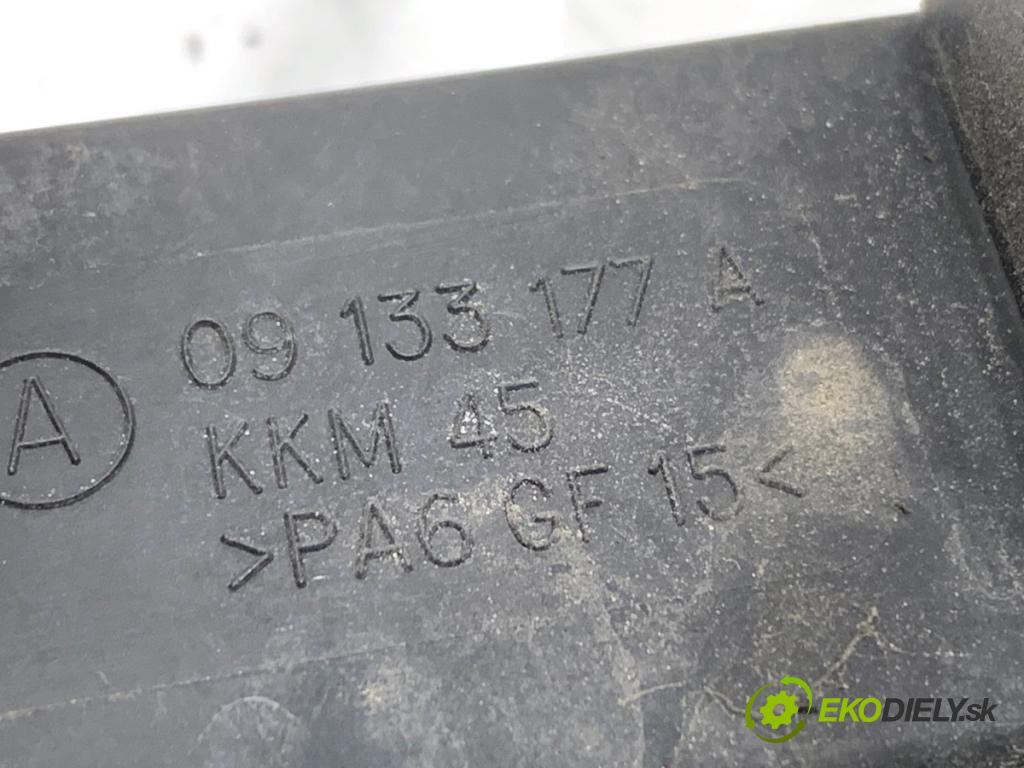 A
09 133 177 A
KKM 45
>PA6 GF 15<
EKODIELY.sk